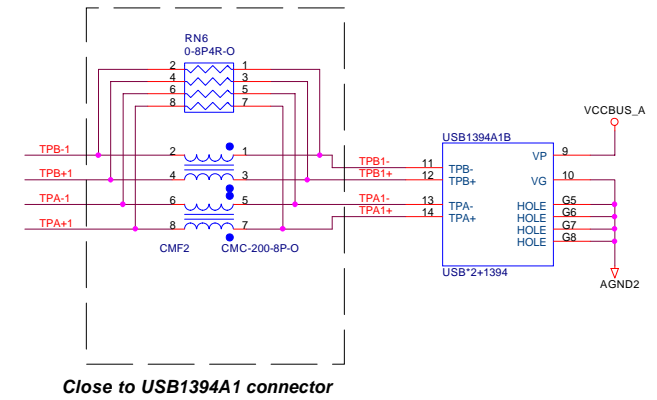 RN6
0-8P4R-O
2 1
4 3
6 5
8 7
VCCBUS_A
USB1394A1B
TPB-1 2 1 TPB1- 11 TPB- VP 9
TPB+1 4 3 TPB1+ 12 TPB+ VG 10
TPA-1 6 5 TPA1- 13 TPA- HOLE G5
TPA+1 8 7 TPA1+ 14 TPA+ HOLE G6
HOLE G7
HOLE G8
CMF2 CMC-200-8P-O
USB*2+1394
AGND2
Close to USB1394A1 connector